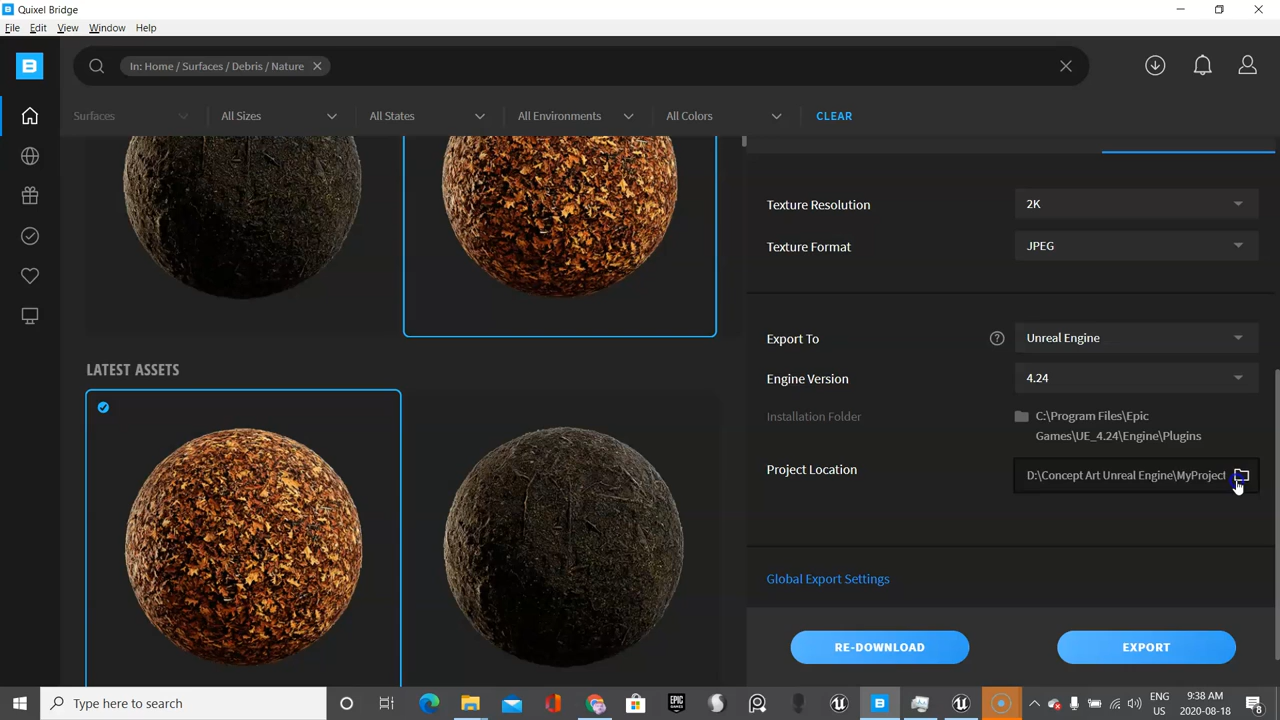 Quixel Bridge
File Edit View Window Help
In: Home / Surfaces / Debris / Nature
Surfaces All Sizes All States All Environments All Colors CLEAR
Texture Resolution 2K
Texture Format JPEG
Export To Unreal Engine
Engine Version 4.24
Installation Folder C:\Program Files\Epic
Games\UE_4.24\Engine\Plugins
Project Location D:\Concept Art Unreal Engine\MyProject
LATEST ASSETS
Global Export Settings
RE-DOWNLOAD EXPORT
Type here to search
ENG
US
9:38 AM
2020-08-18
8